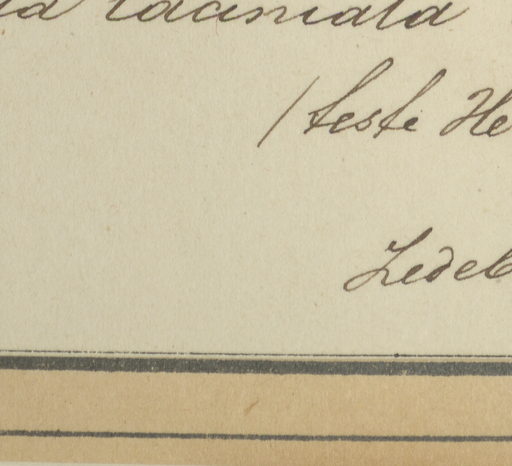 laciniata
/ teste He
Ledeb